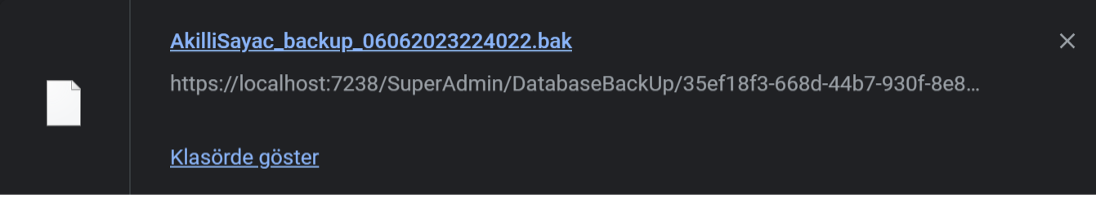 AkilliSayac_backup_06062023224022.bak
https://localhost:7238/SuperAdmin/DatabaseBackUp/35ef18f3-668d-44b7-930f-8e8...
Klasörde göster